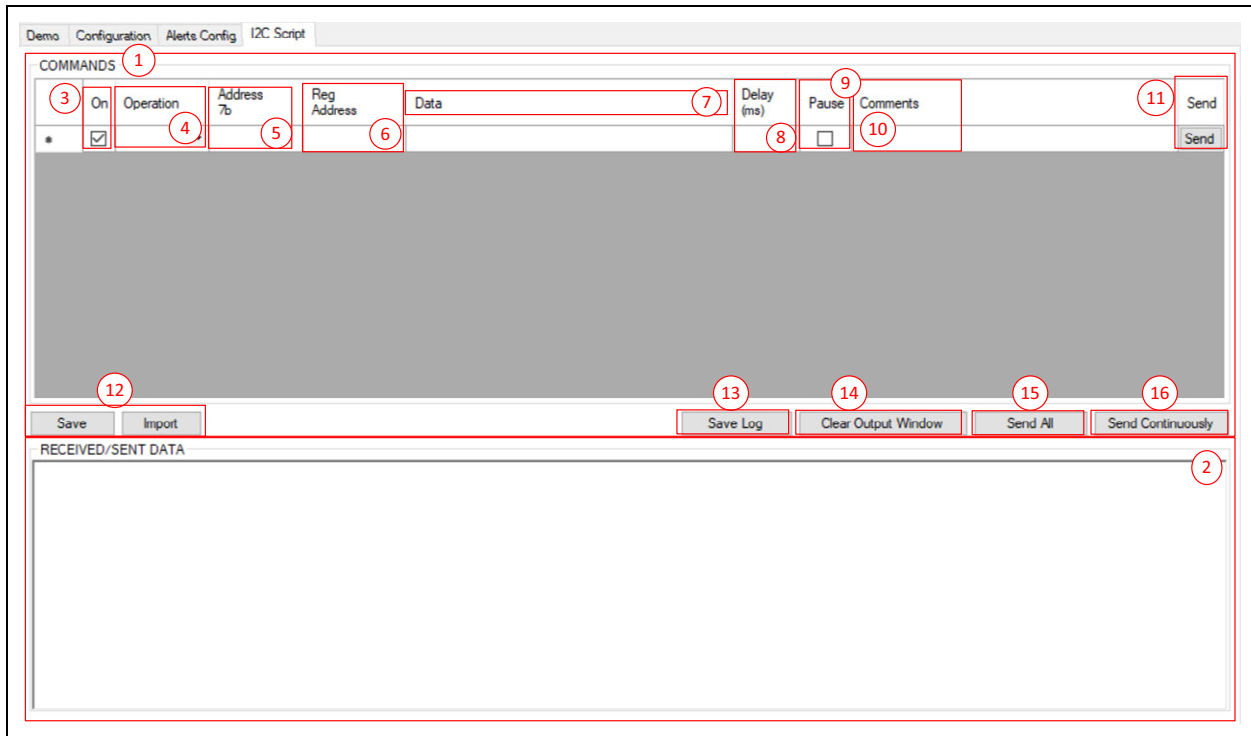 Demo Configuration Alerts Config I2C Script
COMMANDS 1
3 On Operation 4 Address 7b 5 Reg Address 6 Data 7 Delay (ms) 8 9 Pause Comments 10 11 Send
* Send
12 13 14 15 16
Save Import Save Log Clear Output Window Send All Send Continuously
RECEIVED/SENT DATA
2